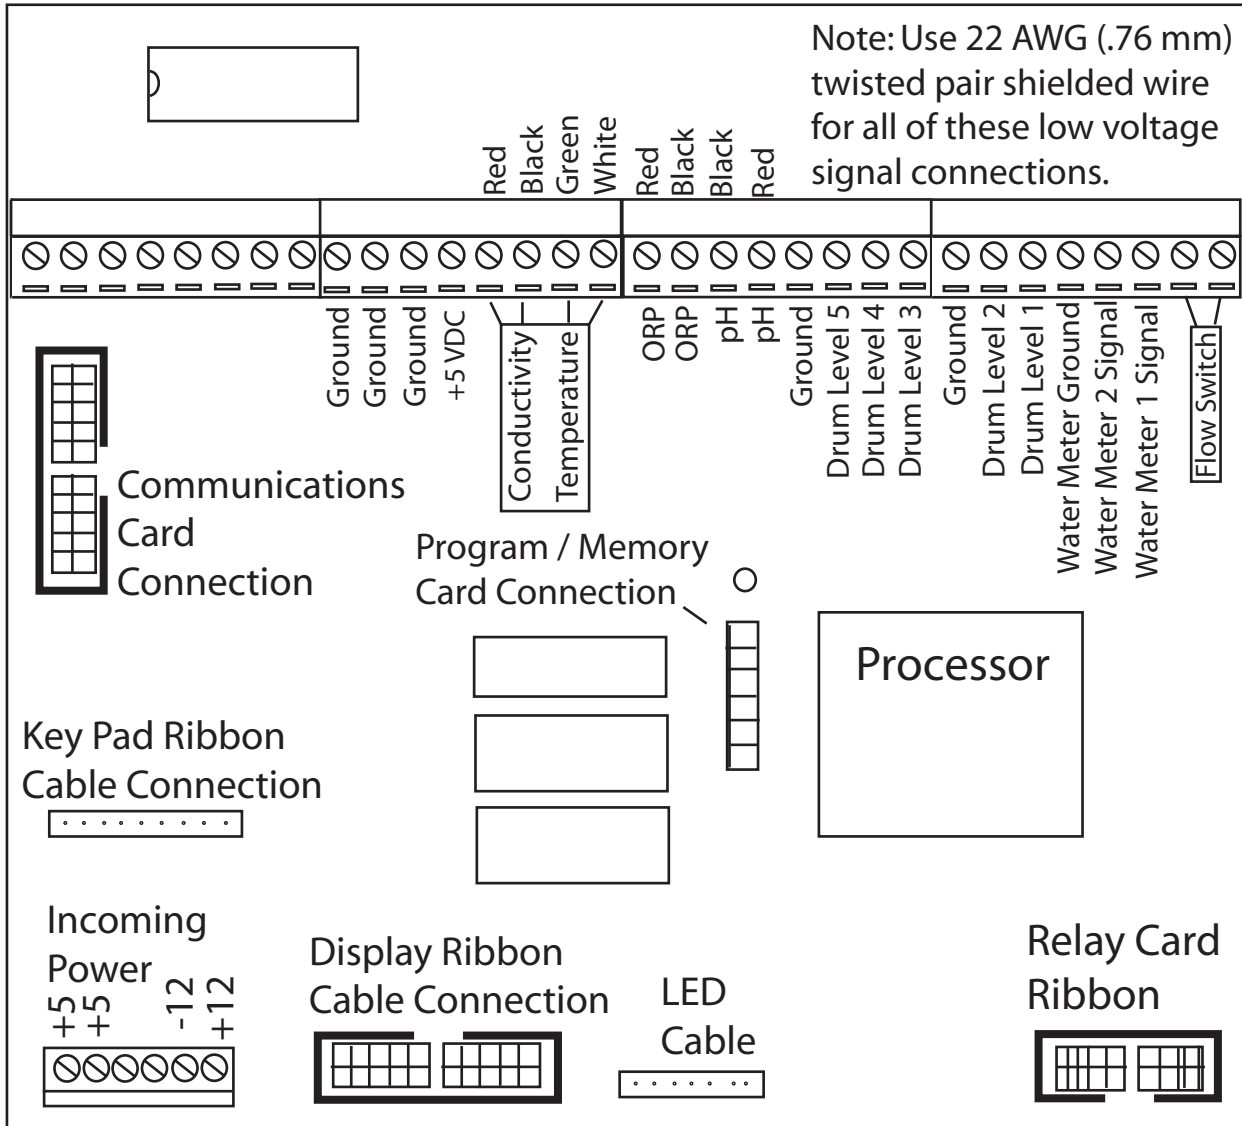 Note: Use 22 AWG (.76 mm)
twisted pair shielded wire
for all of these low voltage
signal connections.
Red
Black
Green
White
Red
Black
Black
Red
Ground
Ground
Ground
+5 VDC
Conductivity
Temperature
ORP
ORP
pH
pH
Ground
Drum Level 5
Drum Level 4
Drum Level 3
Ground
Drum Level 2
Drum Level 1
Water Meter Ground
Water Meter 2 Signal
Water Meter 1 Signal
Flow Switch
Communications
Card
Connection
Program / Memory
Card Connection
Processor
Key Pad Ribbon
Cable Connection
Incoming
Power
+5
+5
-12
+12
Display Ribbon
Cable Connection
LED
Cable
Relay Card
Ribbon